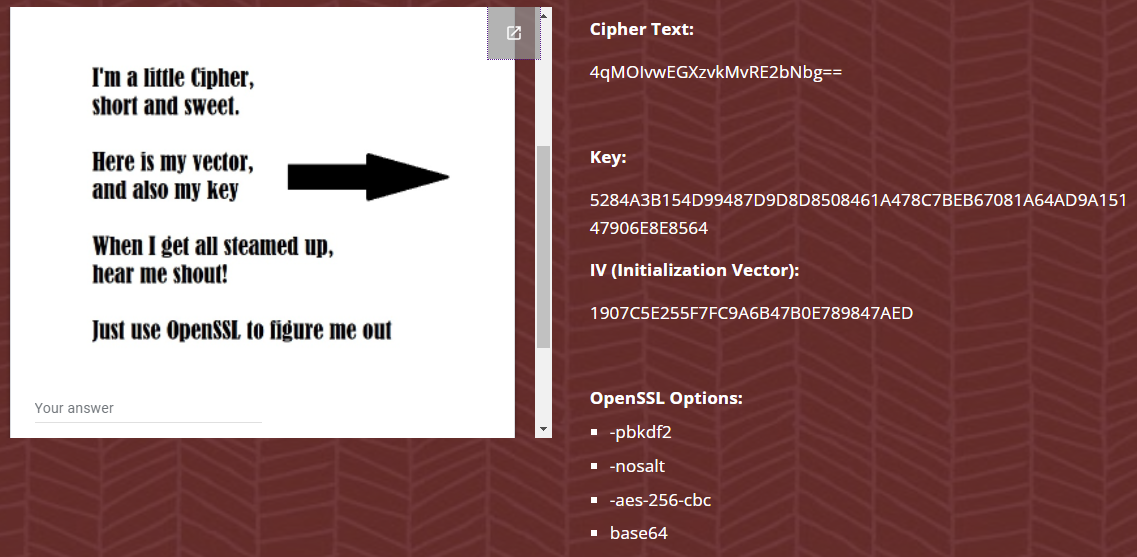 I'm a little Cipher,
short and sweet.
Here is my vector,
and also my key
When I get all steamed up,
hear me shout!
Just use OpenSSL to figure me out
Your answer
Cipher Text:
4qMOIvwEGXzvkMvRE2bNbg==
Key:
5284A3B154D99487D9D8D8508461A478C7BEB67081A64AD9A151
47906E8E8564
IV (Initialization Vector):
1907C5E255F7FC9A6B47B0E789847AED
OpenSSL Options:
-pbkdf2
-nosalt
-aes-256-cbc
base64